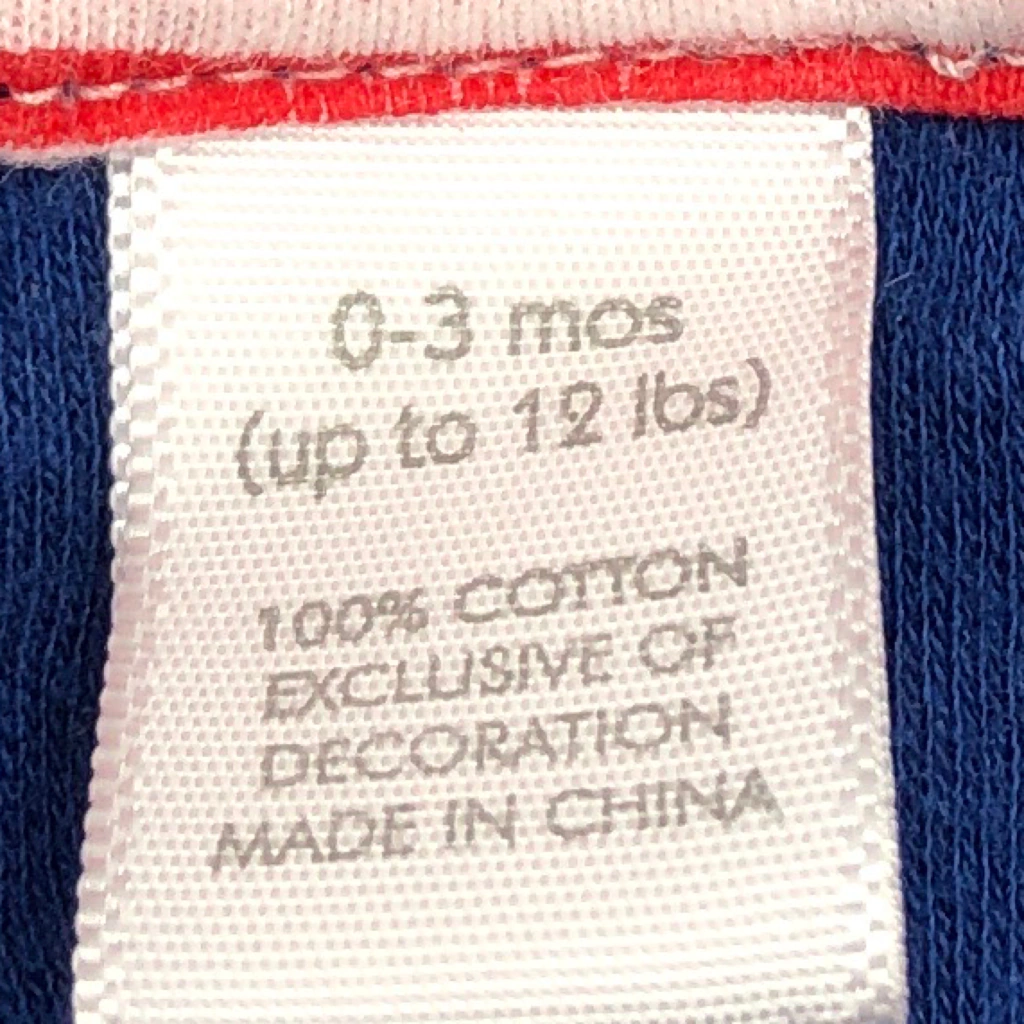 0-3 mos
(up to 12 lbs)
100% COTTON
EXCLUSIVE OF
DECORATION
MADE IN CHINA